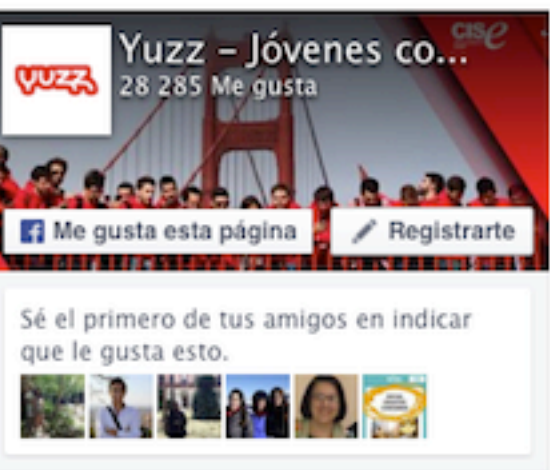 Yuzz – Jóvenes co...
yuzz
28 285 Me gusta
CISe
Me gusta esta página
Registrarte
Sé el primero de tus amigos en indicar
que le gusta esto.